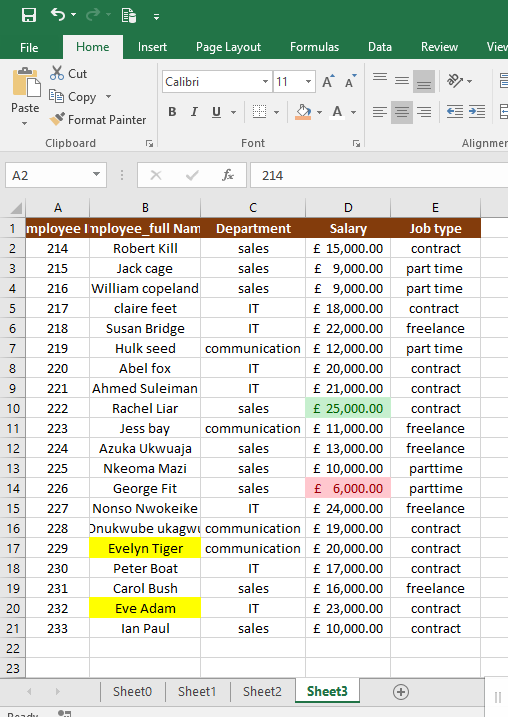 File Home Insert Page Layout Formulas Data Review
Cut
Copy
Format Painter
Paste
Calibri 11
B I U A
Clipboard Font
A2 fx 214
A B C D E
1 Department Salary Job type
2 214 Robert Kill sales £ 15,000.00 contract
3 215 Jack cage sales £ 9,000.00 part time
4 216 William copeland sales £ 9,000.00 part time
5 217 claire feet IT £ 18,000.00 contract
6 218 Susan Bridge IT £ 22,000.00 freelance
7 219 Hulk seed communication £ 12,000.00 part time
8 220 Abel fox IT £ 20,000.00 contract
9 221 Ahmed Suleiman IT £ 21,000.00 contract
10 222 Rachel Liar sales £ 25,000.00 contract
11 223 Jess bay communication £ 11,000.00 freelance
12 224 Azuka Ukwuaja sales £ 13,000.00 freelance
13 225 Nkeoma Mazi sales £ 10,000.00 parttime
14 226 George Fit sales £ 6,000.00 parttime
15 227 Nonso Nwokeike IT £ 24,000.00 freelance
16 228 communication £ 19,000.00 contract
17 229 Evelyn Tiger communication £ 20,000.00 contract
18 230 Peter Boat IT £ 17,000.00 contract
19 231 Carol Bush sales £ 16,000.00 freelance
20 232 Eve Adam IT £ 23,000.00 contract
21 233 Ian Paul sales £ 10,000.00 contract
22
23
Sheet0 Sheet1 Sheet2 Sheet3